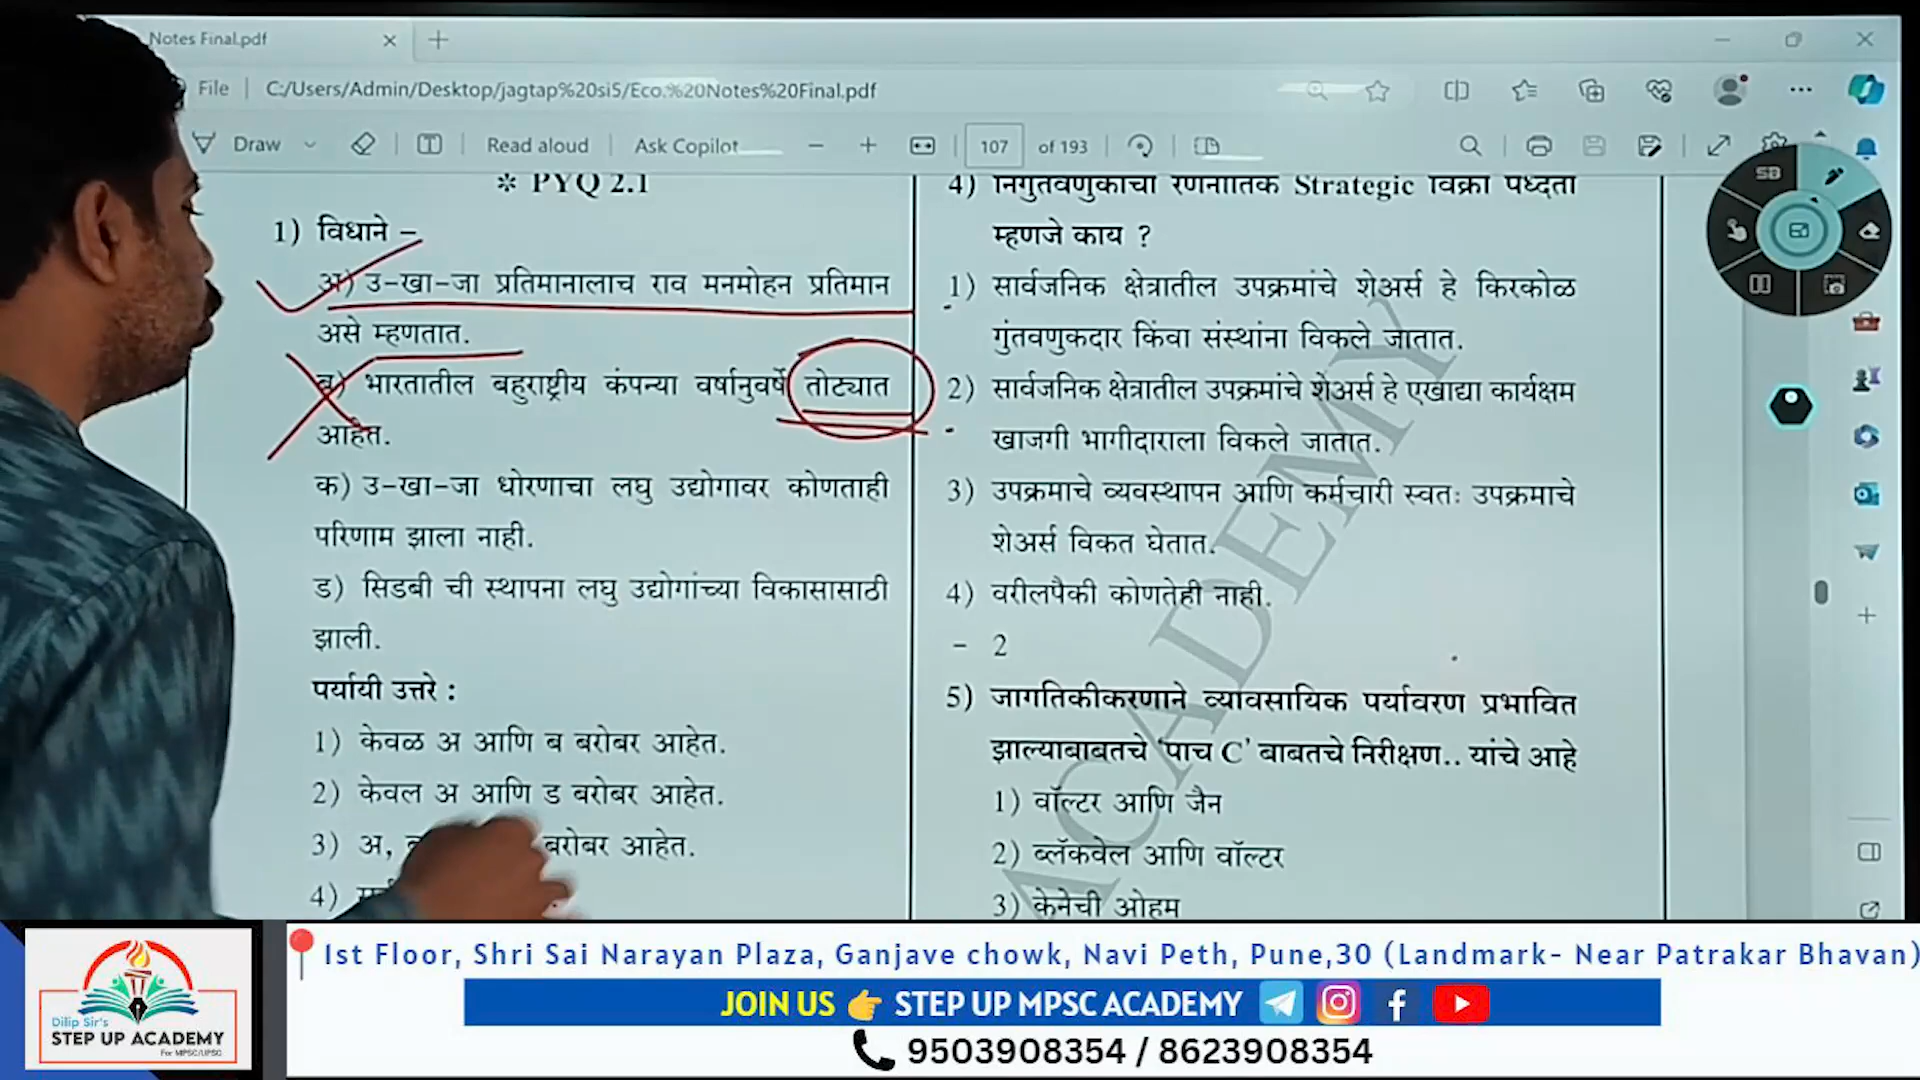 Notes Final.pdf
File
C:/Users/Admin/Desktop/jagtap%20si5/Eco.%20Notes%20Final.pdf
Draw
Read aloud
Ask Copilot
107
of 193
SB
* PYQ 2.1
1) विधाने –
अ) उ-खा-जा प्रतिमानालाच राव मनमोहन प्रतिमान
असे म्हणतात.
ब) भारतातील बहुराष्ट्रीय कंपन्या वर्षानुवर्षे तोट्यात
आहेत.
क) उ-खा-जा धोरणाचा लघु उद्योगावर कोणताही
परिणाम झाला नाही.
ड) सिडबी ची स्थापना लघु उद्योगांच्या विकासासाठी
झाली.
पर्यायी उत्तरे :
1) केवळ अ आणि ब बरोबर आहेत.
2) केवल अ आणि ड बरोबर आहेत.
3) अ, बरोबर आहेत.
4)
4) निर्गुंतवणुकीची रणनीतिक Strategic विक्री पध्दती
म्हणजे काय ?
1) सार्वजनिक क्षेत्रातील उपक्रमांचे शेअर्स हे किरकोळ
गुंतवणुकदार किंवा संस्थांना विकले जातात.
2) सार्वजनिक क्षेत्रातील उपक्रमांचे शेअर्स हे एखाद्या कार्यक्षम
खाजगी भागीदाराला विकले जातात.
3) उपक्रमाचे व्यवस्थापन आणि कर्मचारी स्वतः उपक्रमाचे
शेअर्स विकत घेतात.
4) वरीलपैकी कोणतेही नाही.
- 2
5) जागतिकीकरणाने व्यावसायिक पर्यावरण प्रभावित
झाल्याबाबतचे 'पाच C' बाबतचे निरीक्षण.. यांचे आहे
1) वॉल्टर आणि जैन
2) ब्लॅकवेल आणि वॉल्टर
3) केनेची ओहम
ACADEMY
1st Floor, Shri Sai Narayan Plaza, Ganjave chowk, Navi Peth, Pune,30 (Landmark- Near Patrakar Bhavan)
JOIN US 👉 STEP UP MPSC ACADEMY
9503908354 / 8623908354
Dilip Sir's
STEP UP ACADEMY
For MPSC/UPSC